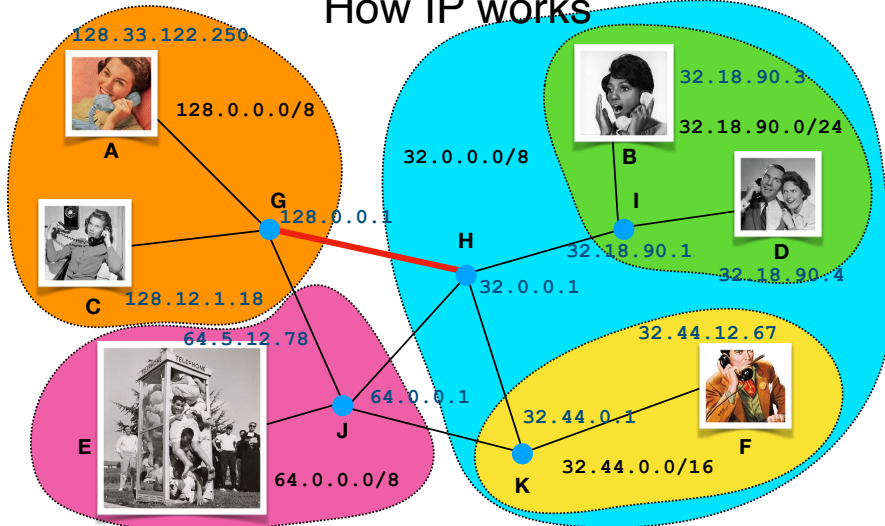 How IP works
128.33.122.250
128.0.0.0/8
A
32.18.90.3
32.18.90.0/24
B
32.0.0.0/8
G
128.0.0.1
I
H
32.18.90.1
D
32.18.90.4
32.0.0.1
C
128.12.1.18
64.5.12.78
32.44.12.67
TELEPHONE
TELEPHONE
64.0.0.1
J
32.44.0.1
E
F
64.0.0.0/8
32.44.0.0/16
K